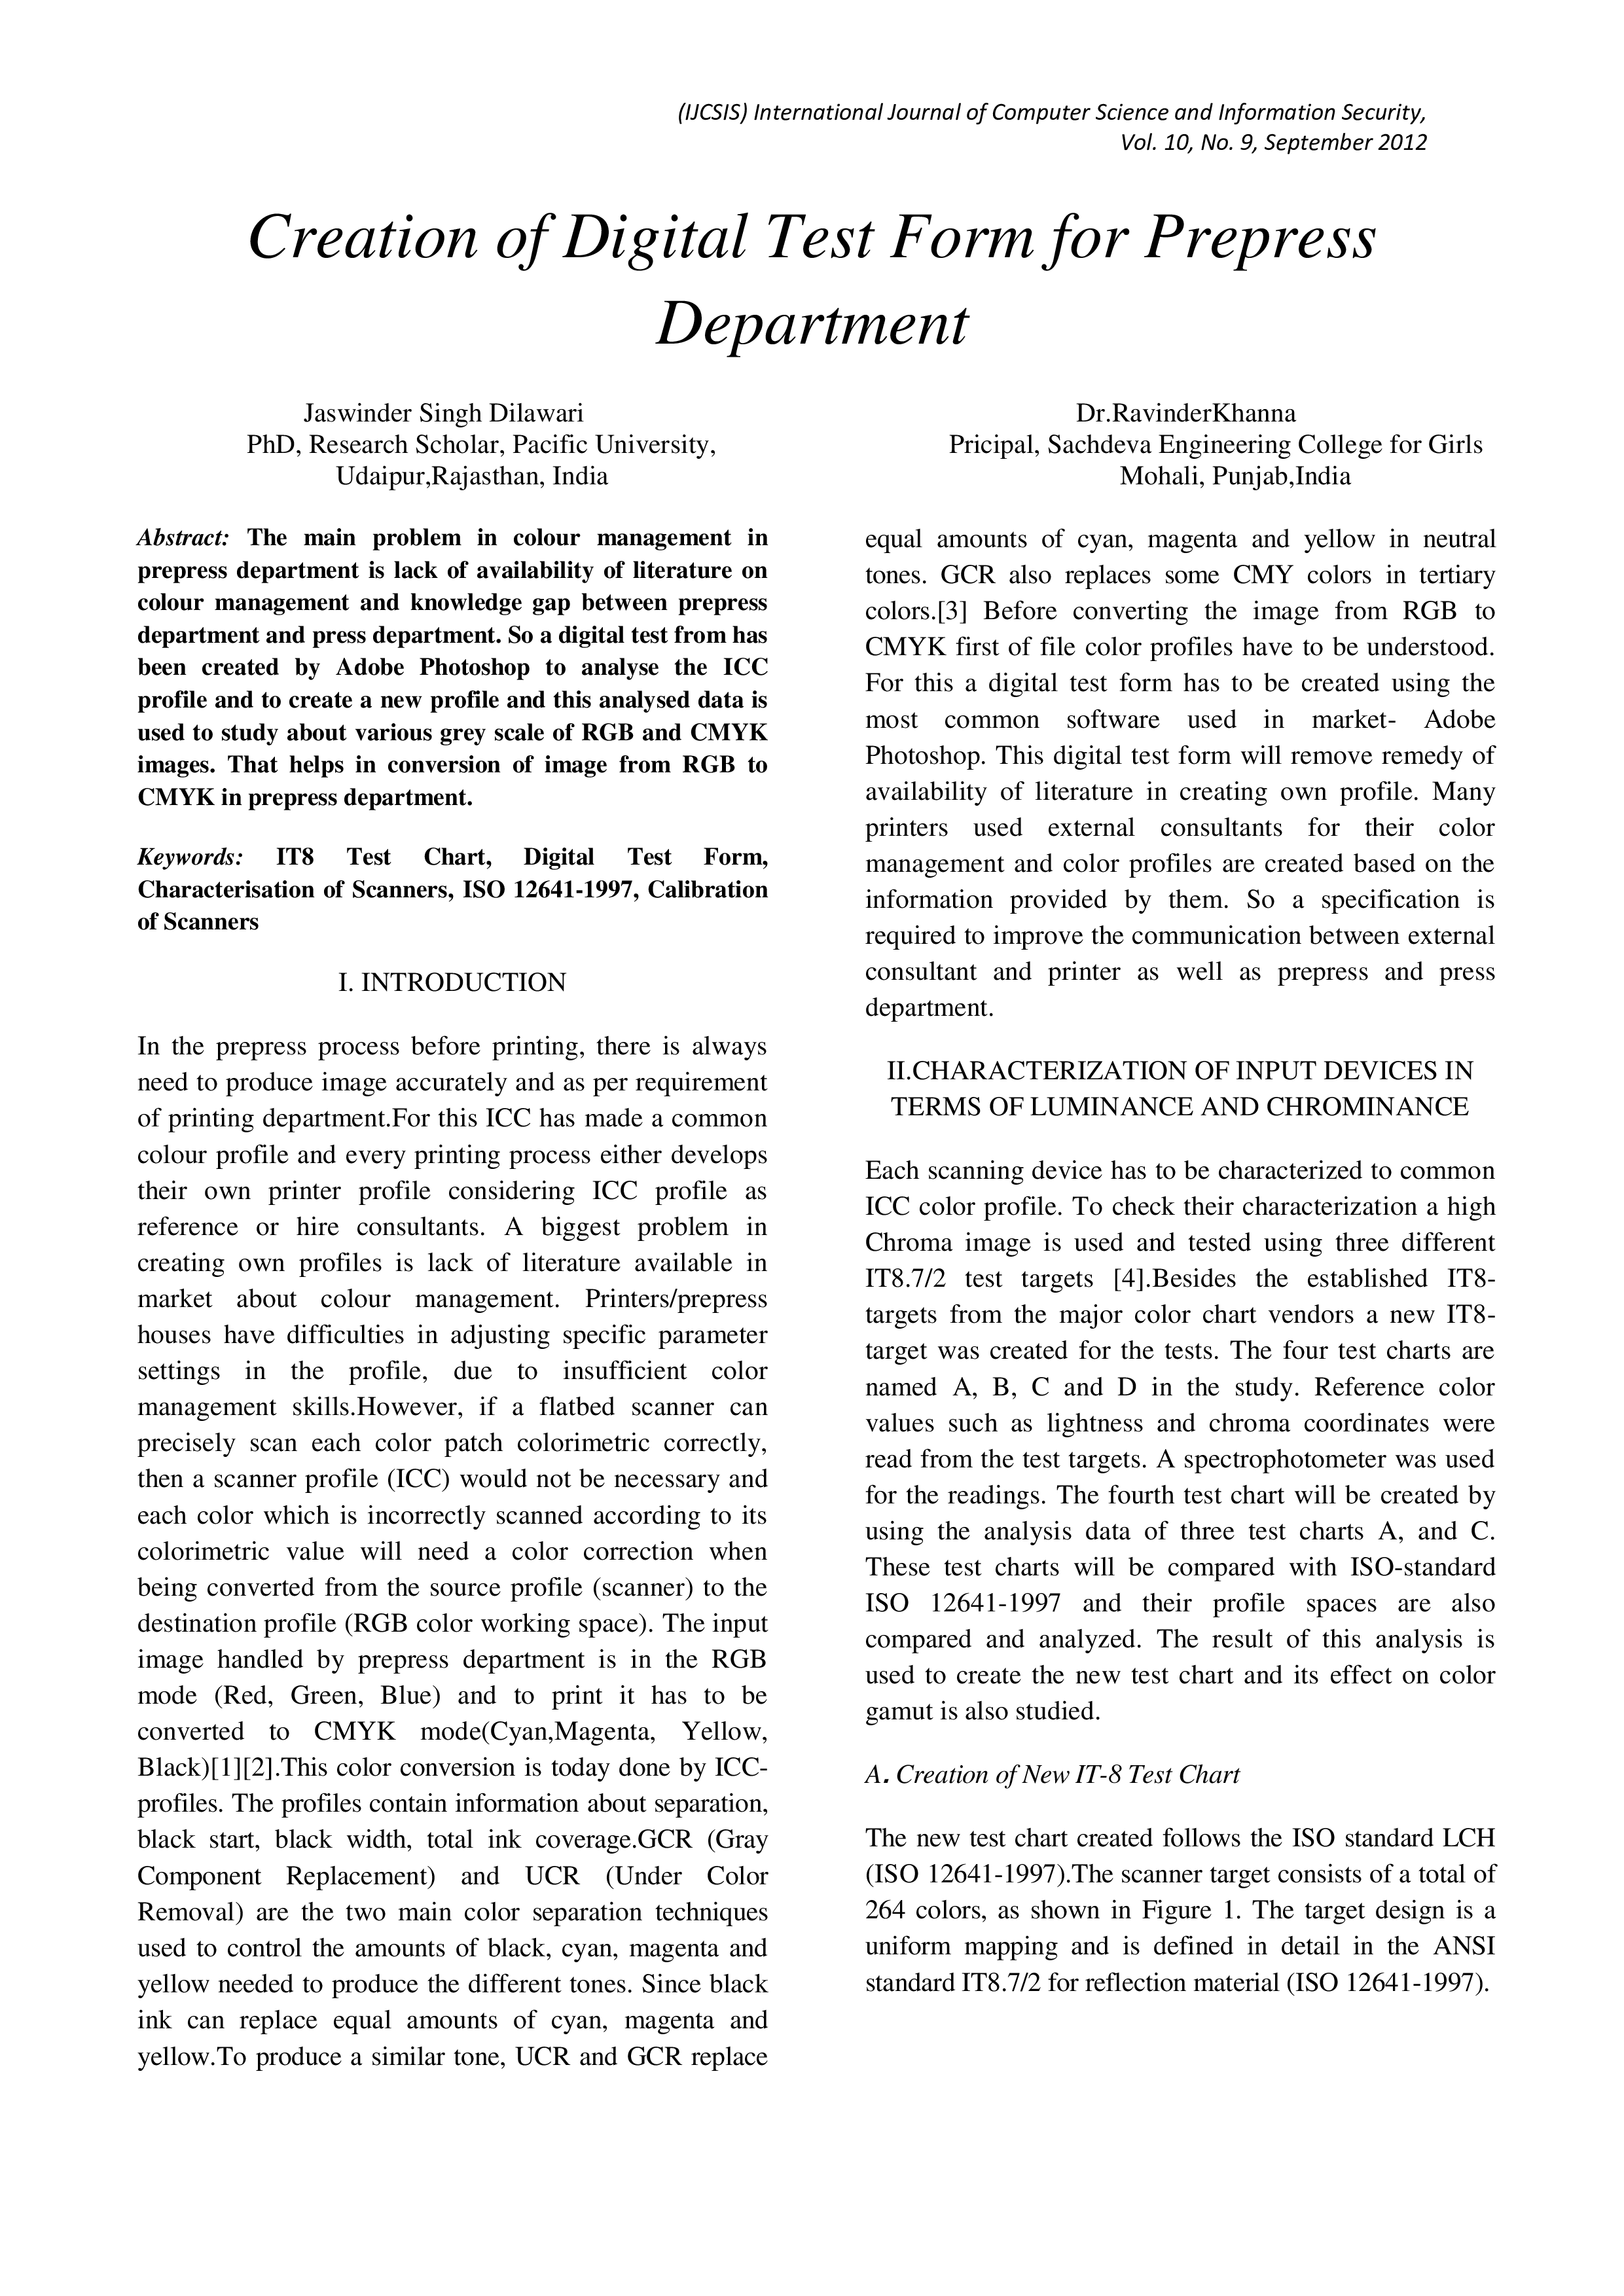 (IJCSIS) International Journal of Computer Science and Information Security,
Vol. 10, No. 9, September 2012
Creation of Digital Test Form for Prepress
Department
Jaswinder Singh Dilawari
PhD, Research Scholar, Pacific University,
Udaipur,Rajasthan, India
Dr.RavinderKhanna
Pricipal, Sachdeva Engineering College for Girls
Mohali, Punjab,India
Abstract: The main problem in colour management in
prepress department is lack of availability of literature on
colour management and knowledge gap between prepress
department and press department. So a digital test from has
been created by Adobe Photoshop to analyse the ICC
profile and to create a new profile and this analysed data is
used to study about various grey scale of RGB and CMYK
images. That helps in conversion of image from RGB to
CMYK in prepress department.
Keywords: IT8 Test Chart, Digital Test Form,
Characterisation of Scanners, ISO 12641-1997, Calibration
of Scanners
I. INTRODUCTION
In the prepress process before printing, there is always
need to produce image accurately and as per requirement
of printing department.For this ICC has made a common
colour profile and every printing process either develops
their own printer profile considering ICC profile as
reference or hire consultants. A biggest problem in
creating own profiles is lack of literature available in
market about colour management. Printers/prepress
houses have difficulties in adjusting specific parameter
settings in the profile, due to insufficient color
management skills.However, if a flatbed scanner can
precisely scan each color patch colorimetric correctly,
then a scanner profile (ICC) would not be necessary and
each color which is incorrectly scanned according to its
colorimetric value will need a color correction when
being converted from the source profile (scanner) to the
destination profile (RGB color working space). The input
image handled by prepress department is in the RGB
mode (Red, Green, Blue) and to print it has to be
converted to CMYK mode(Cyan,Magenta, Yellow,
Black)[1][2].This color conversion is today done by ICC-
profiles. The profiles contain information about separation,
black start, black width, total ink coverage.GCR (Gray
Component Replacement) and UCR (Under Color
Removal) are the two main color separation techniques
used to control the amounts of black, cyan, magenta and
yellow needed to produce the different tones. Since black
ink can replace equal amounts of cyan, magenta and
yellow.To produce a similar tone, UCR and GCR replace
equal amounts of cyan, magenta and yellow in neutral
tones. GCR also replaces some CMY colors in tertiary
colors.[3] Before converting the image from RGB to
CMYK first of file color profiles have to be understood.
For this a digital test form has to be created using the
most common software used in market- Adobe
Photoshop. This digital test form will remove remedy of
availability of literature in creating own profile. Many
printers used external consultants for their color
management and color profiles are created based on the
information provided by them. So a specification is
required to improve the communication between external
consultant and printer as well as prepress and press
department.
II.CHARACTERIZATION OF INPUT DEVICES IN
TERMS OF LUMINANCE AND CHROMINANCE
Each scanning device has to be characterized to common
ICC color profile. To check their characterization a high
Chroma image is used and tested using three different
IT8.7/2 test targets [4].Besides the established IT8-
targets from the major color chart vendors a new IT8-
target was created for the tests. The four test charts are
named A, B, C and D in the study. Reference color
values such as lightness and chroma coordinates were
read from the test targets. A spectrophotometer was used
for the readings. The fourth test chart will be created by
using the analysis data of three test charts A, and C.
These test charts will be compared with ISO-standard
ISO 12641-1997 and their profile spaces are also
compared and analyzed. The result of this analysis is
used to create the new test chart and its effect on color
gamut is also studied.
A. Creation of New IT-8 Test Chart
The new test chart created follows the ISO standard LCH
(ISO 12641-1997).The scanner target consists of a total of
264 colors, as shown in Figure 1. The target design is a
uniform mapping and is defined in detail in the ANSI
standard IT8.7/2 for reflection material (ISO 12641-1997).